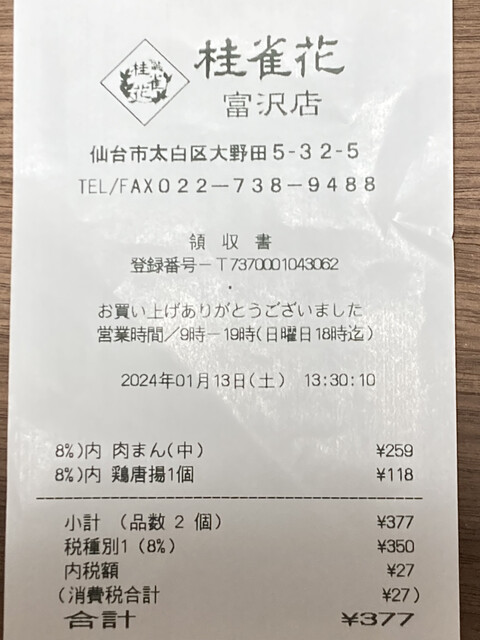 桂雀花
桂雀花
富沢店
仙台市太白区大野田5-32-5
TEL/FAX022-738-9488
領収書
登録番号-T7370001043062
お買い上げありがとうございました
営業時間/9時-19時(日曜日18時迄)
2024年01月13日(土) 13:30:10
8%)内 肉まん(中) ¥259
8%)内 鶏唐揚1個 ¥118
小計 (品数 2 個) ¥377
税種別1 (8%) ¥350
内税額 ¥27
(消費税合計 ¥27)
合計 ¥377